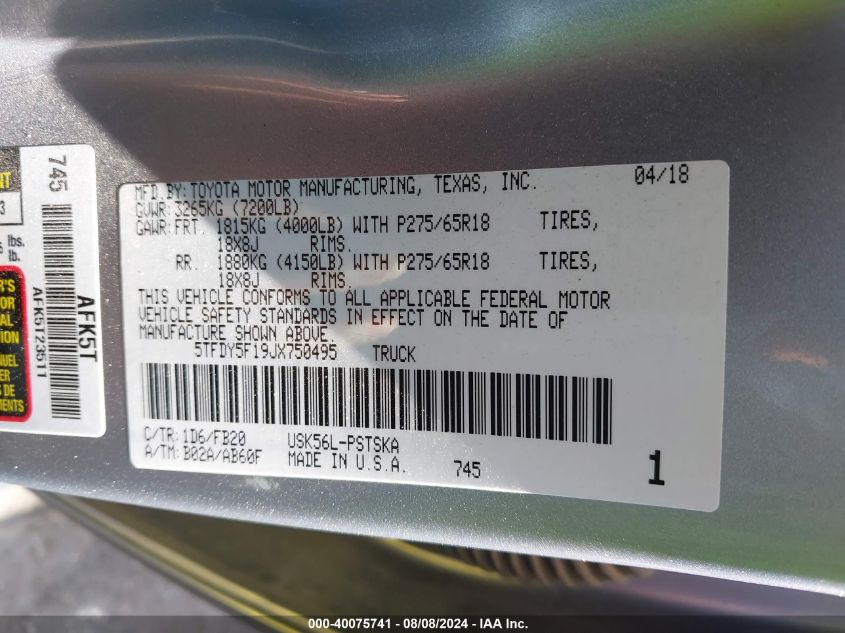 MFD BY: TOYOTA MOTOR MANUFACTURING, TEXAS, INC. 04/18
GVWR: 3265KG (7200LB)
GAWR: FRT. 1815KG (4000LB) WITH P275/65R18 TIRES,
18X8J RIMS.
RR. 1880KG (4150LB) WITH P275/65R18 TIRES,
18X8J RIMS.
THIS VEHICLE CONFORMS TO ALL APPLICABLE FEDERAL MOTOR
VEHICLE SAFETY STANDARDS IN EFFECT ON THE DATE OF
MANUFACTURE SHOWN ABOVE.
5TFDY5F19JX750495 TRUCK
C/TR: 1D6/FB20 USK56L-PSTSKA
A/TM: B02A/AB60F MADE IN U.S.A. 745 1
745
AFK5T
AFK5T23511
lbs.
lb.
000-40075741 - 08/08/2024 - IAA Inc.